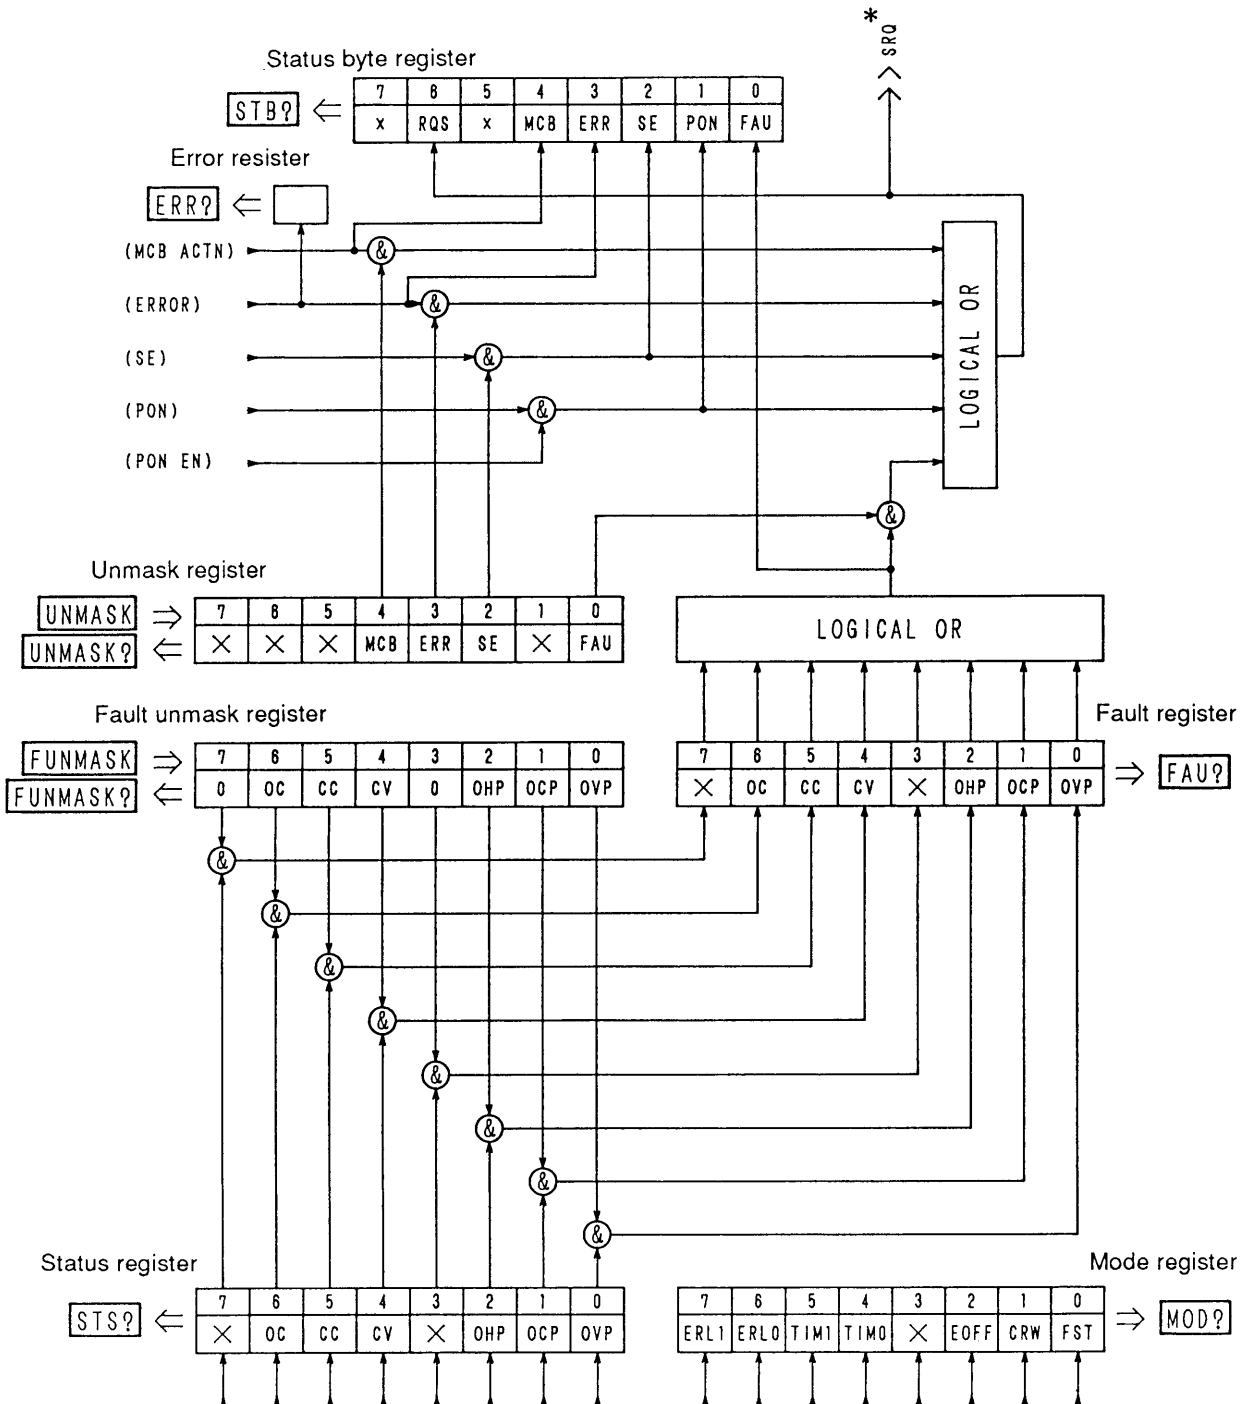 *
SRQ
Status byte register
7 6 5 4 3 2 1 0
STB?
x RQS x MCB ERR SE PON FAU
Error resister
ERR?
(MCB ACTN)
&
(ERROR)
&
(SE)
&
(PON)
&
(PON EN)
LOGICAL OR
&
Unmask register
UNMASK
7 6 5 4 3 2 1 0
UNMASK?
X X X MCB ERR SE X FAU
LOGICAL OR
Fault unmask register
Fault register
FUNMASK
7 6 5 4 3 2 1 0
FUNMASK?
0 OC CC CV 0 OHP OCP OVP
7 6 5 4 3 2 1 0
X OC CC CV X OHP OCP OVP
FAU?
&
&
&
&
&
&
&
&
Status register
Mode register
7 6 5 4 3 2 1 0
STS?
X OC CC CV X OHP OCP OVP
7 6 5 4 3 2 1 0
ERL1 ERL0 TIM1 TIM0 X EOFF CRW FST
MOD?